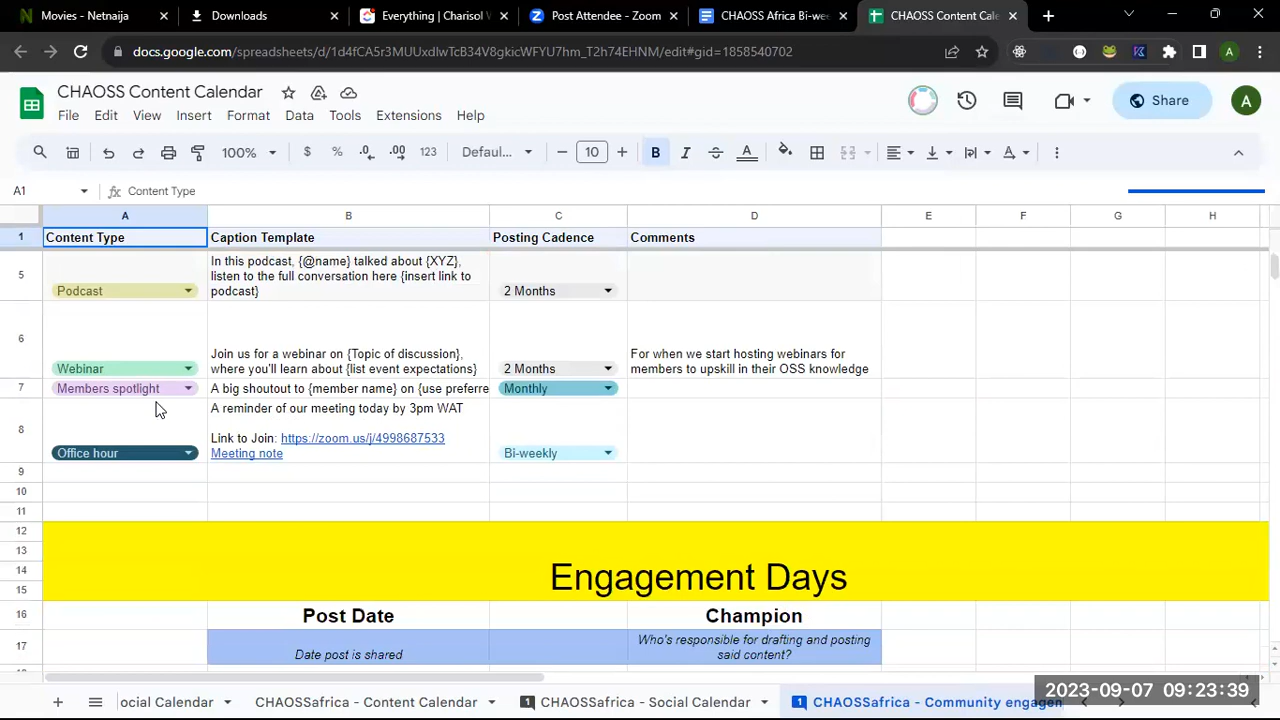 Movies - Netnaija
Downloads
Everything | Charisol W
Post Attendee - Zoom
CHAOSS Africa Bi-wee
CHAOSS Content Cale
docs.google.com/spreadsheets/d/1d4fCA5r3MUUxdlwTcB34V8gkicWFYU7hm_T2h74EHNM/edit#gid=1858540702
CHAOSS Content Calendar
File Edit View Insert Format Data Tools Extensions Help
Share
A
100% $ % .0 .00 123 Defaul... 10 B I
A1 Content Type
A B C D E F G H
1 Content Type Caption Template Posting Cadence Comments
In this podcast, {@name} talked about {XYZ},
5 listen to the full conversation here {insert link to
Podcast podcast} 2 Months
6
Join us for a webinar on {Topic of discussion}, For when we start hosting webinars for
Webinar where you'll learn about {list event expectations} 2 Months members to upskill in their OSS knowledge
7 Members spotlight A big shoutout to {member name} on {use preferre Monthly
A reminder of our meeting today by 3pm WAT
8
Link to Join: https://zoom.us/j/4998687533
Office hour Meeting note Bi-weekly
9
10
11
12
13
14 Engagement Days
15
16 Post Date Champion
17 Who's responsible for drafting and posting
Date post is shared said content?
ocial Calendar CHAOSSafrica - Content Calendar 1 CHAOSSafrica - Social Calendar 1 CHAOSSafrica - Community engagen
2023-09-07 09:23:39